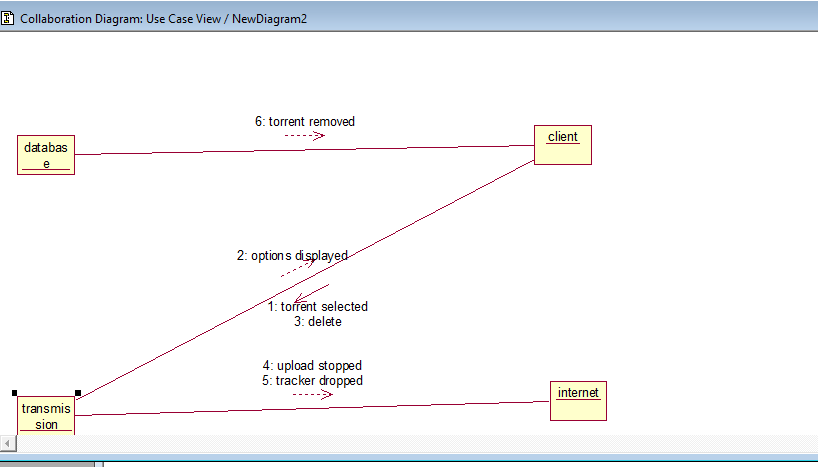 Collaboration Diagram: Use Case View / NewDiagram2
6: torrent removed
databas
e
client
2: options displayed
1: torrent selected
3: delete
4: upload stopped
5: tracker dropped
transmis
sion
internet